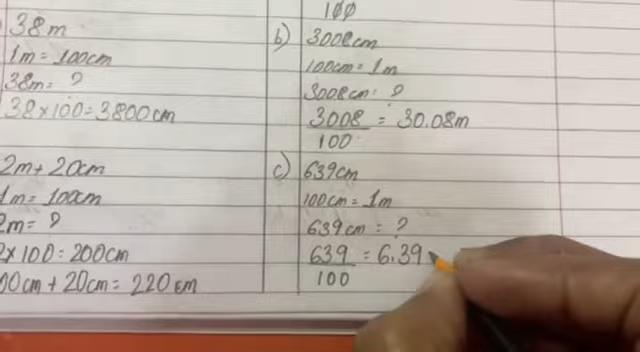 38m
1m = 100cm
38m = ?
38×100 = 3800cm
2m + 20cm
1m = 100cm
2m = ?
2×100 = 200cm
00cm + 20cm = 220cm
100
b) 3008cm
100cm = 1m
3008cm = ?
3008 = 30.08m
100
c) 639cm
100cm = 1m
639cm = ?
639 = 6.39
100